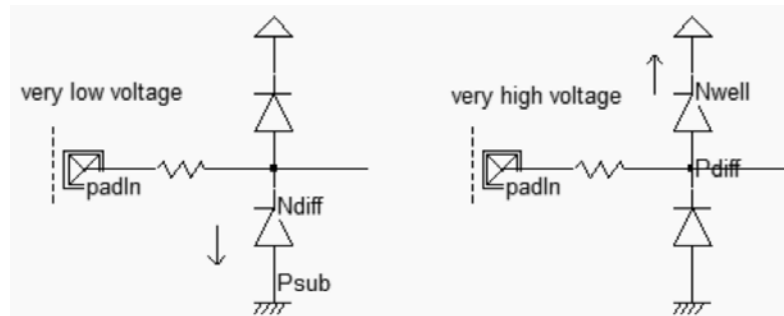 very low voltage
padIn
Ndiff
Psub
very high voltage
Nwell
padIn
Pdiff